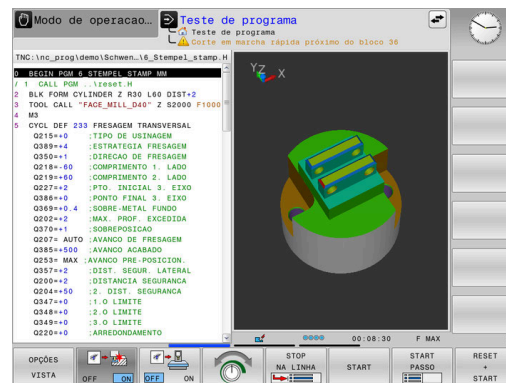 Modo de operacao...
Teste de programa
Teste de programa
Corte em marcha rápida próximo do bloco 38
TNC:\nc_prog\demo\Schwen…\6_Stempel_stamp.H
0 BEGIN PGM 6_STEMPEL_STAMP MM
/ 1 CALL PGM ..\reset.H
2 BLK FORM CYLINDER Z R30 L60 DIST+2
3 TOOL CALL "FACE_MILL_D40" Z S2000 F1000
4 M3
5 CYCL DEF 233 FRESAGEM TRANSVERSAL
Q215=+0 ;TIPO DE USINAGEM
Q389=+4 ;ESTRATEGIA FRESAGEM
Q350=+1 ;DIRECAO DE FRESAGEM
Q218=-60 ;COMPRIMENTO 1. LADO
Q219=+60 ;COMPRIMENTO 2. LADO
Q227=+2 ;PTO. INICIAL 3. EIXO
Q386=+0 ;PONTO FINAL 3. EIXO
Q369=+0.4 ;SOBRE-METAL FUNDO
Q202=+2 ;MAX. PROF. EXCEDIDA
Q370=+1 ;SOBREPOSICAO
Q207= AUTO ;AVANCO DE FRESAGEM
Q385=+500 ;AVANCO ACABADO
Q253= MAX ;AVANCO PRE-POSICION.
Q357=+2 ;DIST. SEGUR. LATERAL
Q200=+2 ;DISTANCIA SEGURANCA
Q204=+50 ;2. DIST. SEGURANCA
Q347=+0 ;1.O LIMITE
Q348=+0 ;2.O LIMITE
Q349=+0 ;3.O LIMITE
Q220=+0 ;ARREDONDAMENTO
Y Z X
00:08:30 F MAX
OPÇÕES VISTA
OFF ON
OFF ON
STOP NA LINHA
START
START PASSO
RESET + START